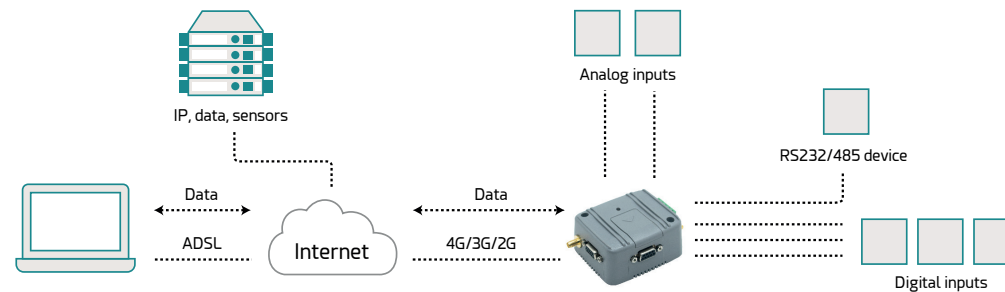 Analog inputs
IP, data, sensors
RS232/485 device
Data
Data
ADSL
Internet
4G/3G/2G
Digital inputs